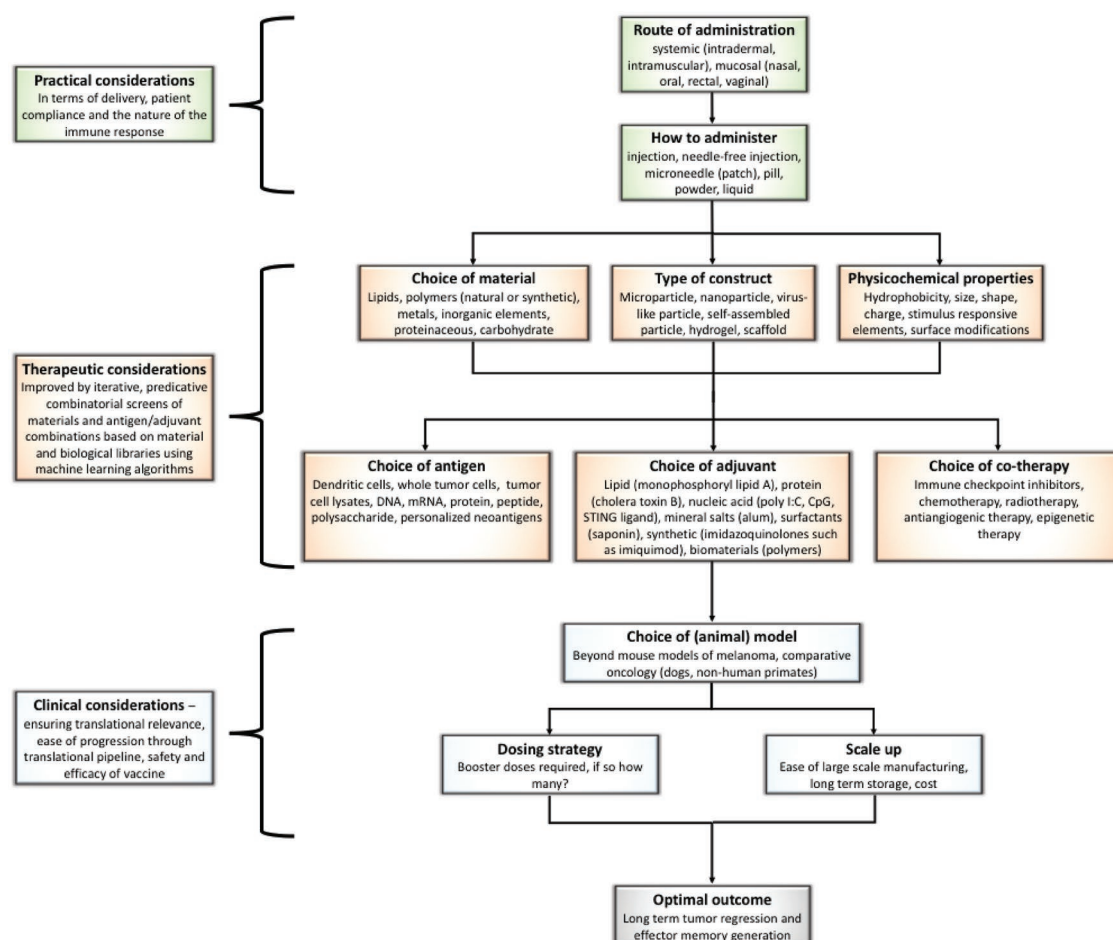 Route of administration
systemic (intradermal,
intramuscular), mucosal (nasal,
oral, rectal, vaginal)
Practical considerations
In terms of delivery, patient
compliance and the nature of the
immune response
How to administer
injection, needle-free injection,
microneedle (patch), pill,
powder, liquid
Choice of material
Lipids, polymers (natural or synthetic),
metals, inorganic elements,
proteinaceous, carbohydrate
Type of construct
Microparticle, nanoparticle, virus-
like particle, self-assembled
particle, hydrogel, scaffold
Physicochemical properties
Hydrophobicity, size, shape,
charge, stimulus responsive
elements, surface modifications
Therapeutic considerations
Improved by iterative, predicative
combinatorial screens of
materials and antigen/adjuvant
combinations based on material
and biological libraries using
machine learning algorithms
Choice of antigen
Dendritic cells, whole tumor cells, tumor
cell lysates, DNA, mRNA, protein, peptide,
polysaccharide, personalized neoantigens
Choice of adjuvant
Lipid (monophosphoryl lipid A), protein
(cholera toxin B), nucleic acid (poly I:C, CpG,
STING ligand), mineral salts (alum), surfactants
(saponin), synthetic (imidazoquinolones such
as imiquimod), biomaterials (polymers)
Choice of co-therapy
Immune checkpoint inhibitors,
chemotherapy, radiotherapy,
antiangiogenic therapy, epigenetic
therapy
Choice of (animal) model
Beyond mouse models of melanoma, comparative
oncology (dogs, non-human primates)
Clinical considerations –
ensuring translational relevance,
ease of progression through
translational pipeline, safety and
efficacy of vaccine
Dosing strategy
Booster doses required, if so how
many?
Scale up
Ease of large scale manufacturing,
long term storage, cost
Optimal outcome
Long term tumor regression and
effector memory generation